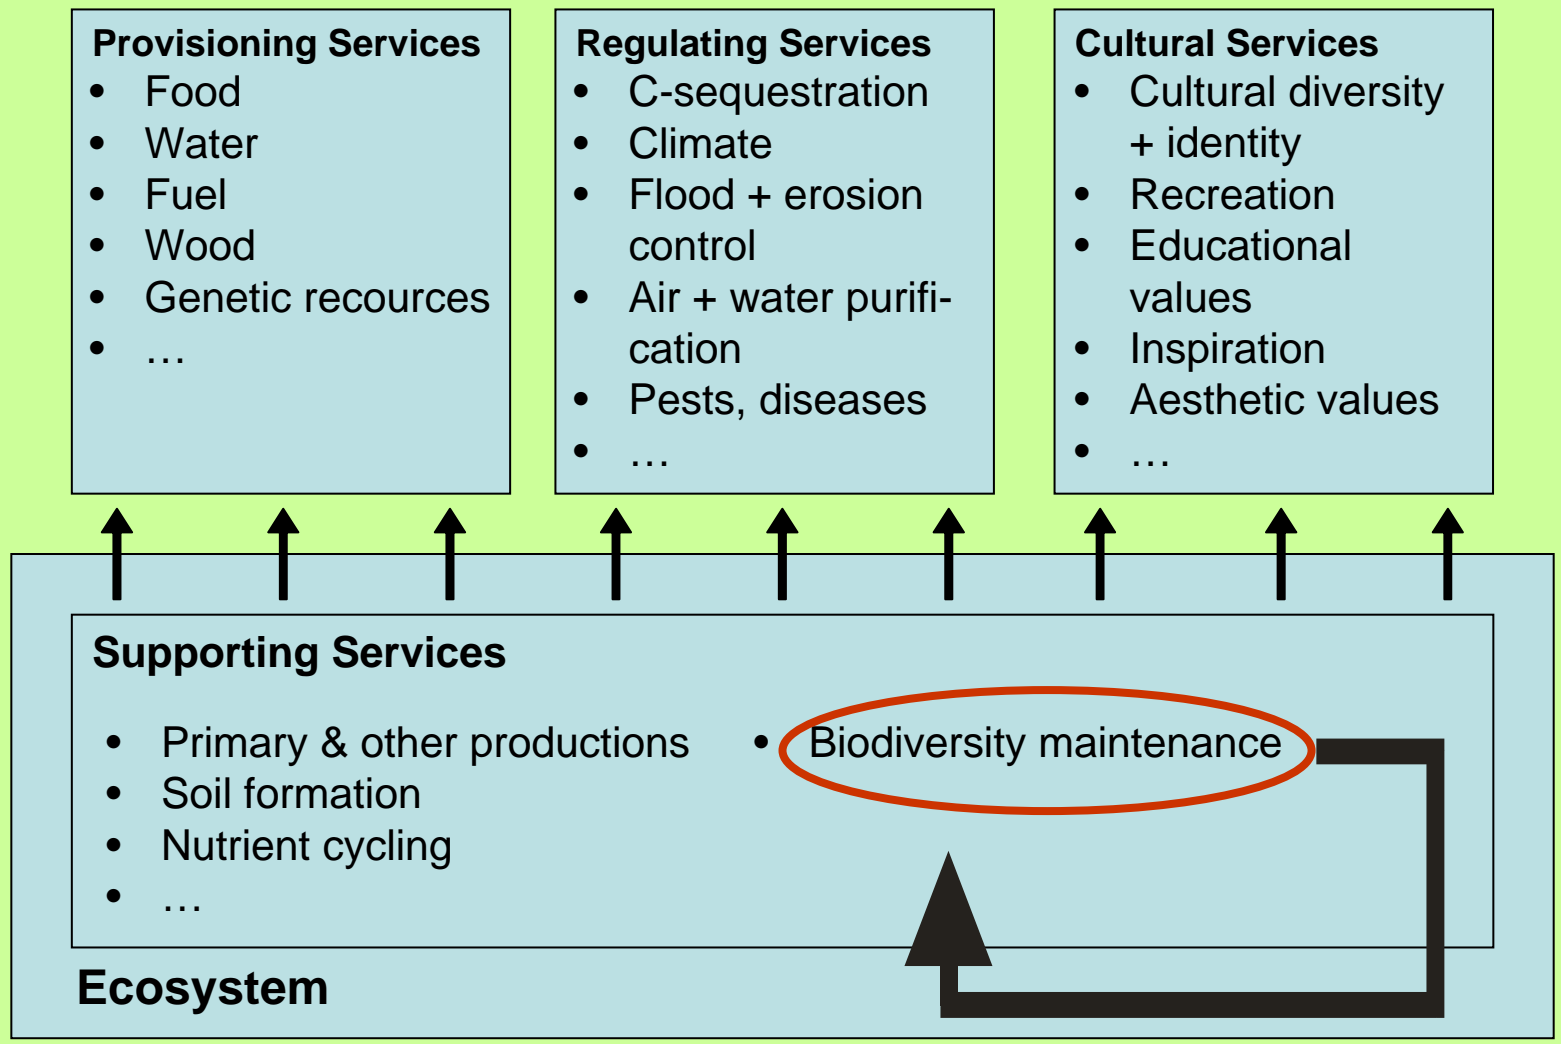 Provisioning Services
• Food
• Water
• Fuel
• Wood
• Genetic recources
• …
Regulating Services
• C-sequestration
• Climate
• Flood + erosion
control
• Air + water purifi-
cation
• Pests, diseases
• …
Cultural Services
• Cultural diversity
+ identity
• Recreation
• Educational
values
• Inspiration
• Aesthetic values
• …
Supporting Services
• Primary & other productions
• Soil formation
• Nutrient cycling
• …
• Biodiversity maintenance
Ecosystem